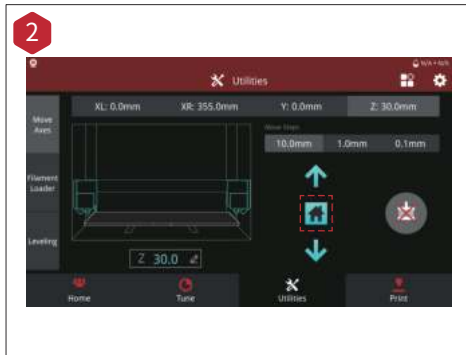 2
N/A • N/A
Utilities
XL: 0.0mm XR: 355.0mm Y: 0.0mm Z: 30.0mm
Move
Axes
Move Steps
10.0mm 1.0mm 0.1mm
Filament
Loader
Leveling
Z 30.0
Home Tune Utilities Print